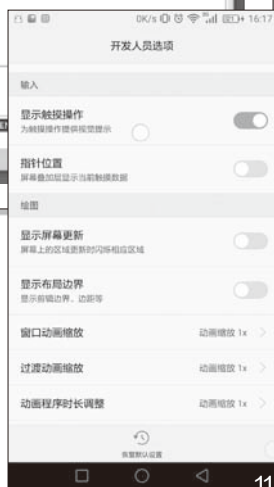 0K/s 16:17
开发人员选项
输入
显示触摸操作
为触摸操作提供视觉提示
指针位置
屏幕叠加层显示当前触摸数据
绘图
显示屏幕更新
屏幕上的区域更新时闪烁相应区域
显示布局边界
显示剪辑边界、边距等
窗口动画缩放 动画缩放 1x
过渡动画缩放 动画缩放 1x
动画程序时长调整 动画缩放 1x
恢复默认设置
11